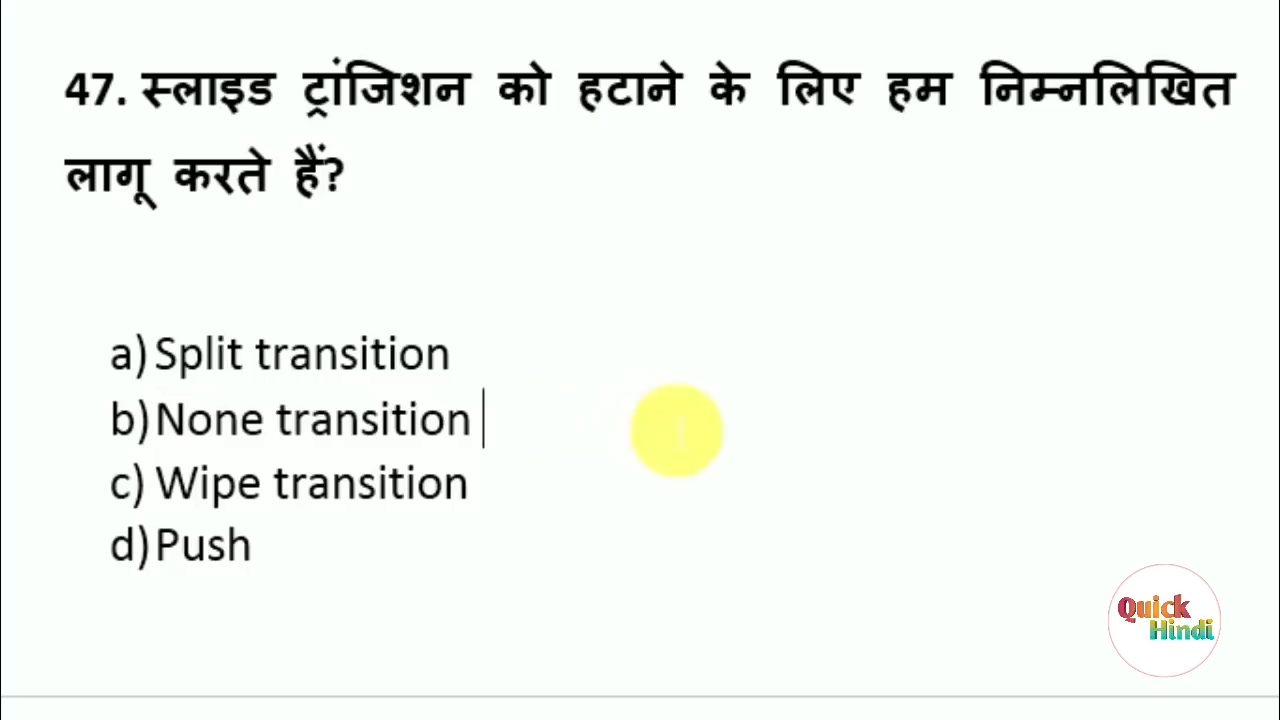 47. स्लाइड ट्रांजिशन को हटाने के लिए हम निम्नलिखित
लागू करते हैं?
a) Split transition
b) None transition
c) Wipe transition
d) Push
Quick
Hindi